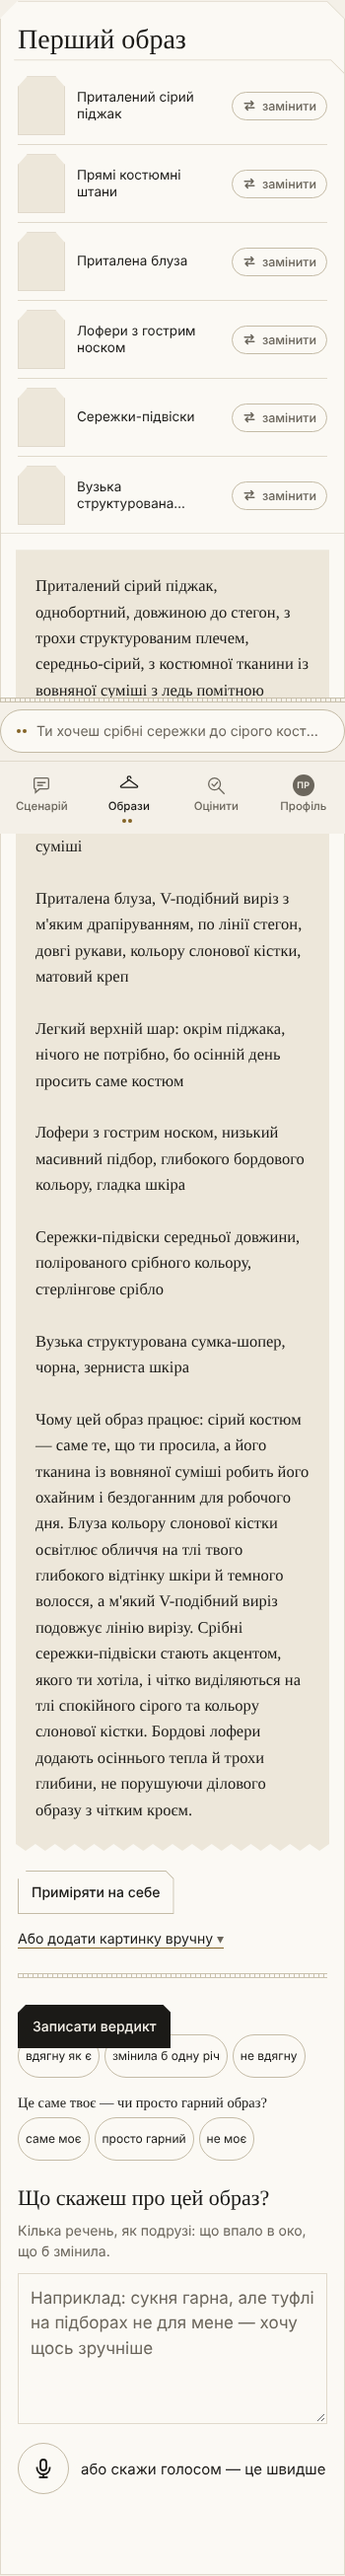 Перший образ
Приталений сірий
піджак
замінити
Прямі костюмні
штани
замінити
Приталена блуза
замінити
Лофери з гострим
носком
замінити
Сережки-підвіски
замінити
Вузька
структурована...
замінити
Приталений сірий піджак,
однобортний, довжиною до стегон, з
трохи структурованим плечем,
середньо-сірий, з костюмної тканини із
вовняної суміші з ледь помітною
Ти хочеш срібні сережки до сірого кост...
Сценарій
Образи
Оцінити
ПР
Профіль
суміші
Приталена блуза, V-подібний виріз з
м'яким драпіруванням, по лінії стегон,
довгі рукави, кольору слонової кістки,
матовий креп
Легкий верхній шар: окрім піджака,
нічого не потрібно, бо осінній день
просить саме костюм
Лофери з гострим носком, низький
масивний підбор, глибокого бордового
кольору, гладка шкіра
Сережки-підвіски середньої довжини,
полірованого срібного кольору,
стерлінгове срібло
Вузька структурована сумка-шопер,
чорна, зерниста шкіра
Чому цей образ працює: сірий костюм
— саме те, що ти просила, а його
тканина із вовняної суміші робить його
охайним і бездоганним для робочого
дня. Блуза кольору слонової кістки
освітлює обличчя на тлі твого
глибокого відтінку шкіри й темного
волосся, а м'який V-подібний виріз
подовжує лінію вирізу. Срібні
сережки-підвіски стають акцентом,
якого ти хотіла, і чітко виділяються на
тлі спокійного сірого та кольору
слонової кістки. Бордові лофери
додають осіннього тепла й трохи
глибини, не порушуючи ділового
образу з чітким кроєм.
Приміряти на себе
Або додати картинку вручну ▾
Записати вердикт
вдягну як є
змінила б одну річ
не вдягну
Це саме твоє — чи просто гарний образ?
саме моє
просто гарний
не моє
Що скажеш про цей образ?
Кілька речень, як подрузі: що впало в око,
що б змінила.
Наприклад: сукня гарна, але туфлі
на підборах не для мене — хочу
щось зручніше
або скажи голосом — це швидше